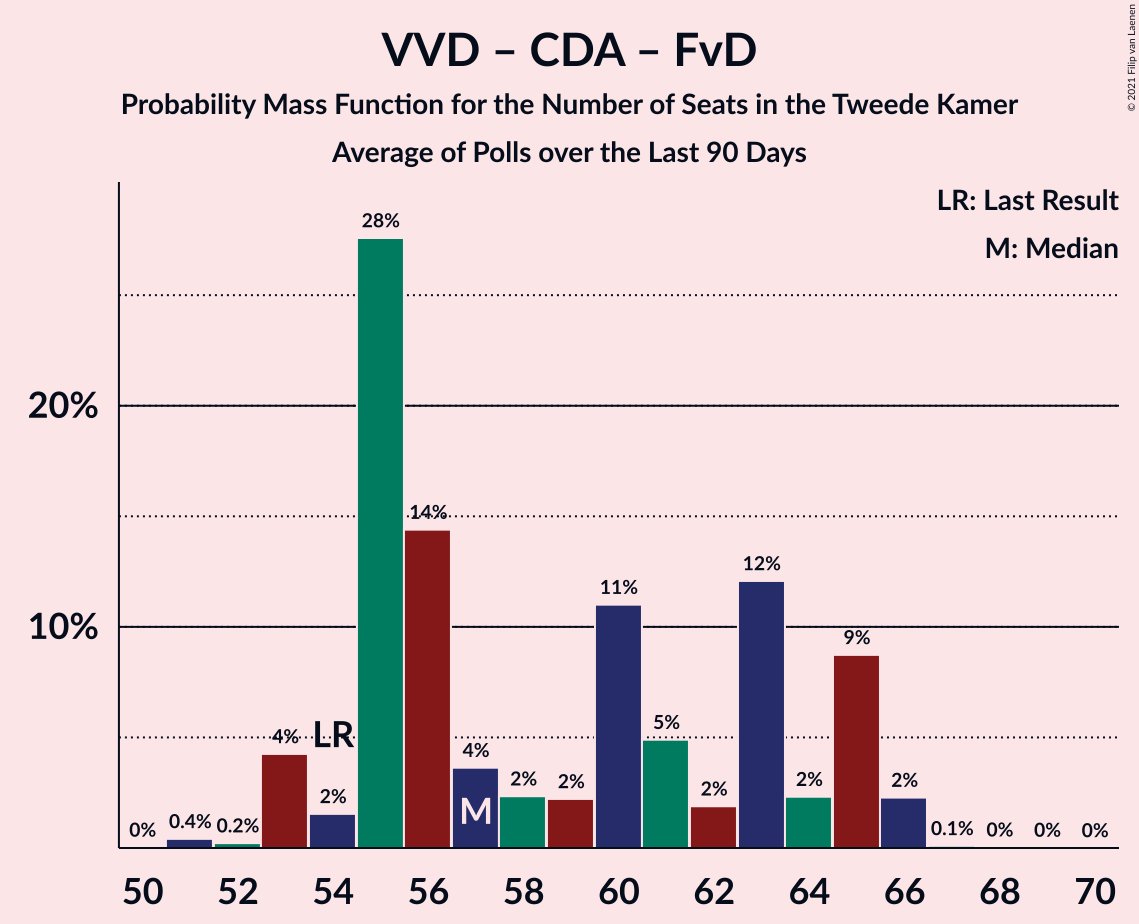 VVD – CDA – FvD
Probability Mass Function for the Number of Seats in the Tweede Kamer
Average of Polls over the Last 90 Days
© 2021 Filip van Laenen
LR: Last Result
M: Median
20%
10%
0%
0.4%
0.2%
4%
LR
2%
28%
14%
4%
M
2%
2%
11%
5%
2%
12%
2%
9%
2%
0.1%
0%
0%
0%
50 52 54 56 58 60 62 64 66 68 70